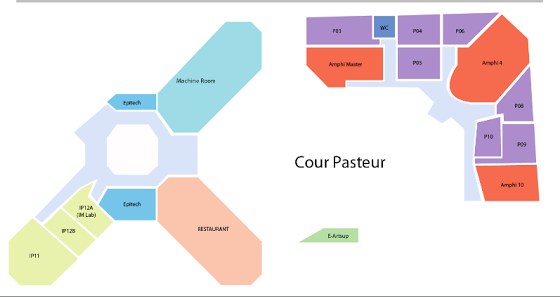 P03
WC
P04
P06
Amphi Master
P05
Amphi 4
Machine Room
Epitech
P08
P10
P09
Cour Pasteur
Amphi 10
IP12A
(IM Lab)
Epitech
IP12B
RESTAURANT
E-Artsup
IP11